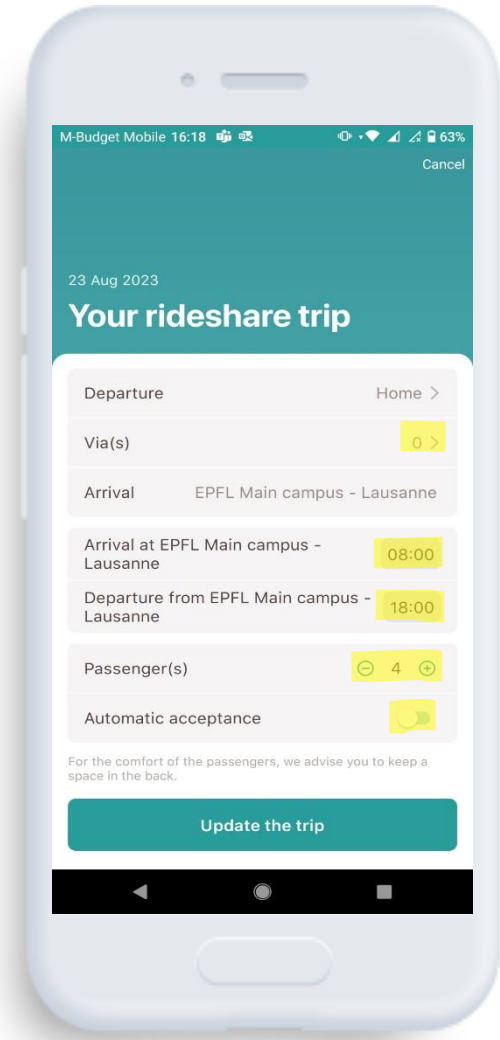 M-Budget Mobile 16:18 63%
Cancel
23 Aug 2023
Your rideshare trip
Departure Home >
Via(s) 0 >
Arrival EPFL Main campus - Lausanne
Arrival at EPFL Main campus -
Lausanne
08:00
Departure from EPFL Main campus -
Lausanne
18:00
Passenger(s) 4
Automatic acceptance
For the comfort of the passengers, we advise you to keep a
space in the back.
Update the trip